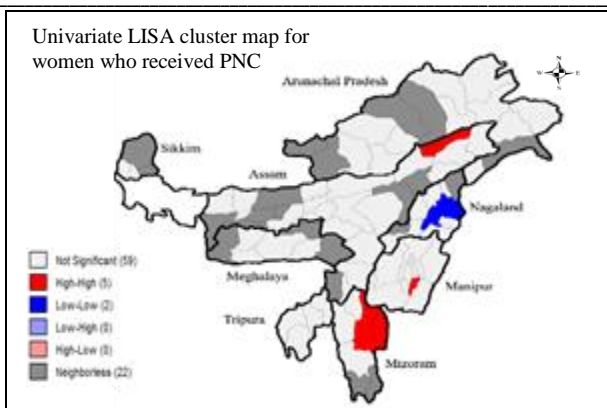 Univariate LISA cluster map for
women who received PNC
N
W
E
S
Arunachal Pradesh
Sikkim
Assam
Nagaland
Meghalaya
Manipur
Tripura
Mizoram
Not Significant (59)
High-High (5)
Low-Low (2)
Low-High (0)
High-Low (0)
Neighborless (22)